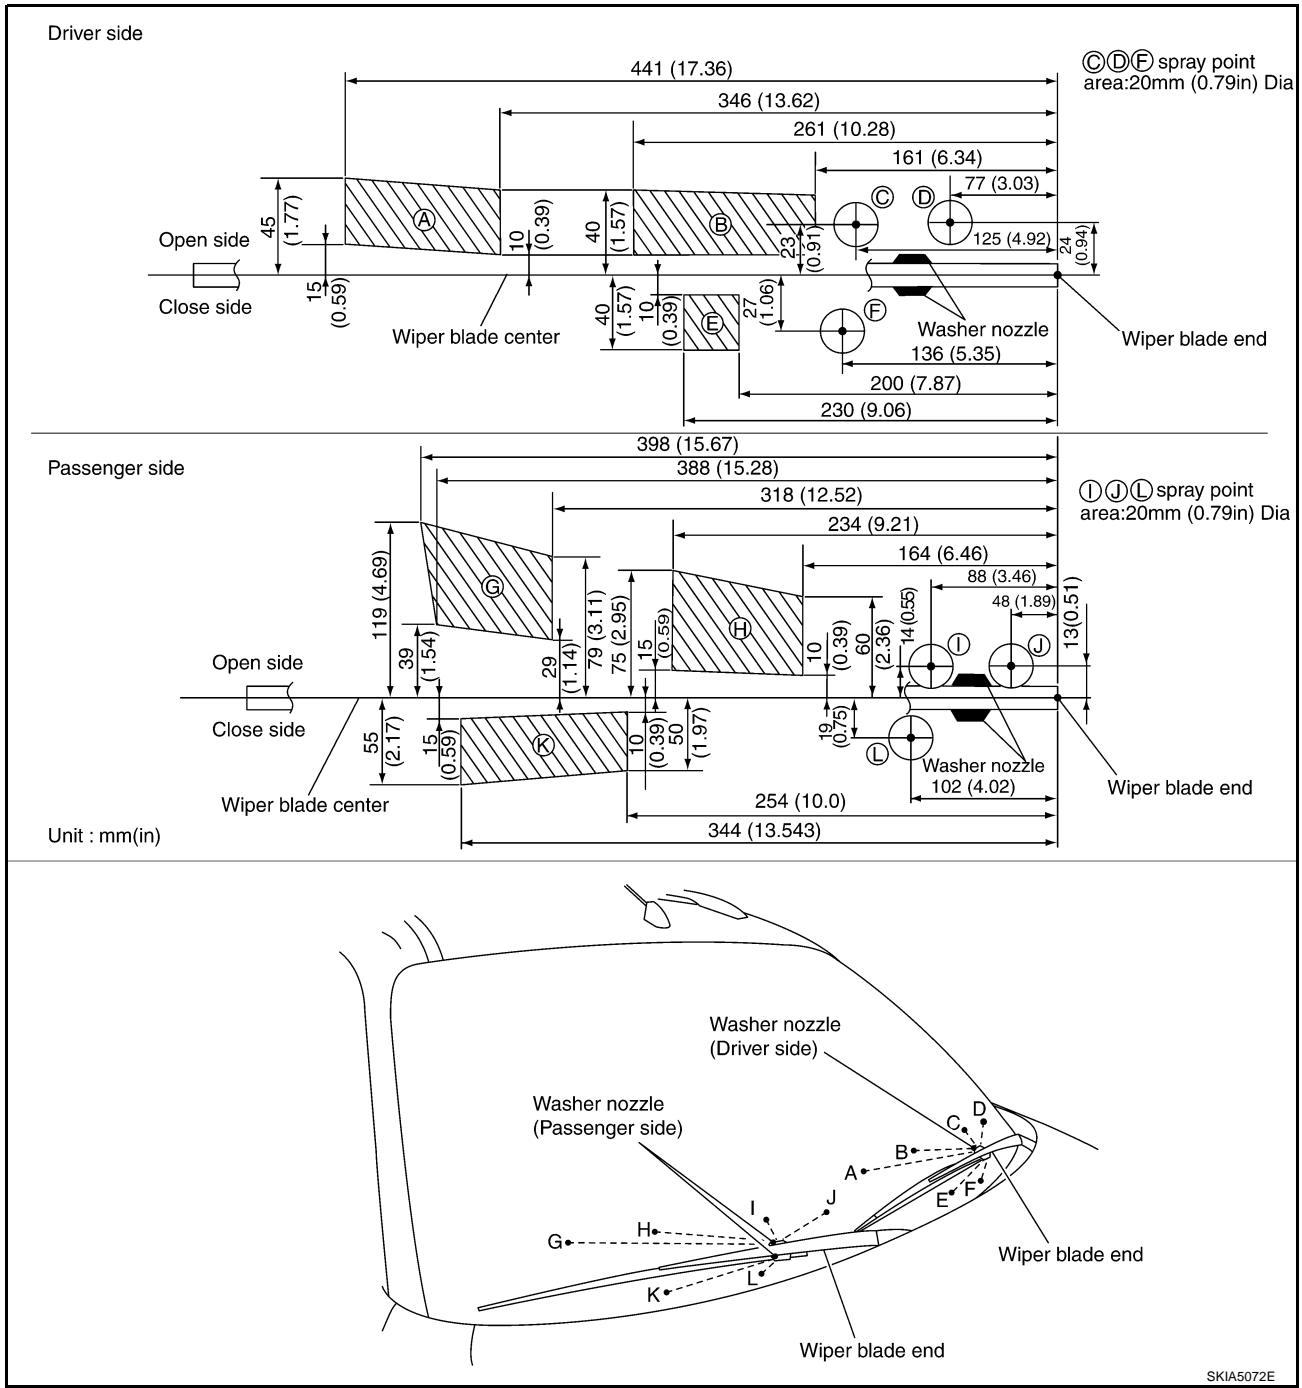 Driver side
441 (17.36)
346 (13.62)
261 (10.28)
161 (6.34)
77 (3.03)
125 (4.92)
Ⓒ Ⓓ Ⓕ spray point
area:20mm (0.79in) Dia
45
(1.77)
15
(0.59)
A
10
(0.39)
40
(1.57)
B
23
(0.91)
C
D
24
(0.94)
Open side
Close side
Wiper blade center
40
(1.57)
10
(0.39)
E
27
(1.06)
F
Washer nozzle
Wiper blade end
136 (5.35)
200 (7.87)
230 (9.06)
Passenger side
398 (15.67)
388 (15.28)
318 (12.52)
234 (9.21)
164 (6.46)
88 (3.46)
48 (1.89)
Ⓘ Ⓙ Ⓛ spray point
area:20mm (0.79in) Dia
119 (4.69)
39
(1.54)
G
29
(1.14)
79 (3.11)
75 (2.95)
15
(0.59)
H
10
(0.39)
60
(2.36)
14 (0.55)
I
J
13(0.51)
Open side
Close side
55
(2.17)
15
(0.59)
K
10
(0.39)
50
(1.97)
19
(0.75)
L
Washer nozzle
Wiper blade end
102 (4.02)
Wiper blade center
254 (10.0)
344 (13.543)
Unit : mm(in)
Washer nozzle
(Driver side)
Washer nozzle
(Passenger side)
A
B
C
D
E
F
G
H
I
J
K
L
Wiper blade end
Wiper blade end
SKIA5072E